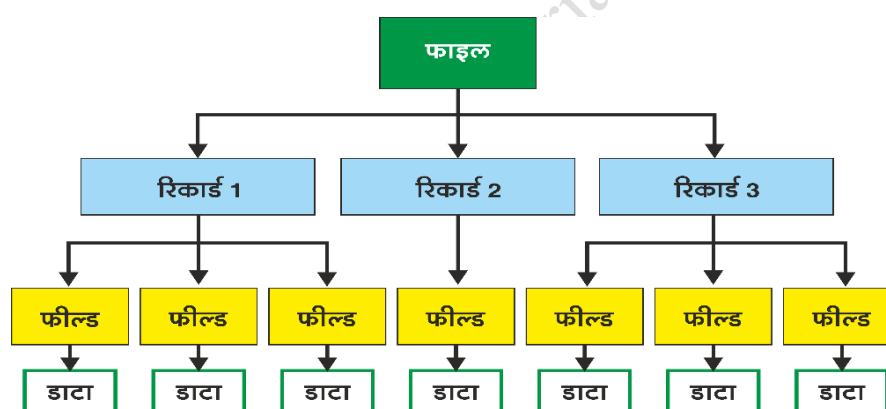 फाइल
रिकार्ड 1 रिकार्ड 2 रिकार्ड 3
फील्ड फील्ड फील्ड फील्ड फील्ड फील्ड फील्ड
डाटा डाटा डाटा डाटा डाटा डाटा डाटा